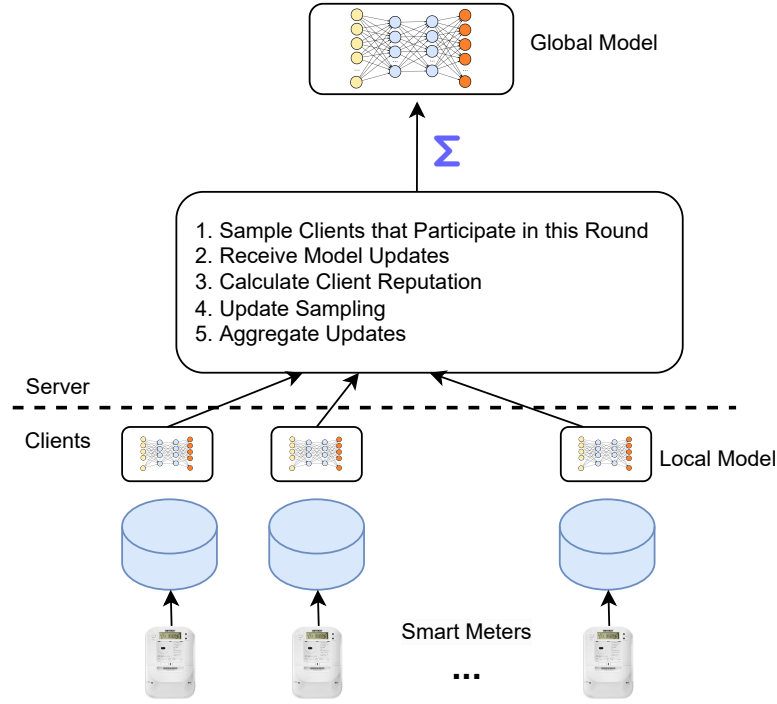 Global Model
Σ
1. Sample Clients that Participate in this Round
2. Receive Model Updates
3. Calculate Client Reputation
4. Update Sampling
5. Aggregate Updates
Server
Clients
Local Model
Smart Meters
...